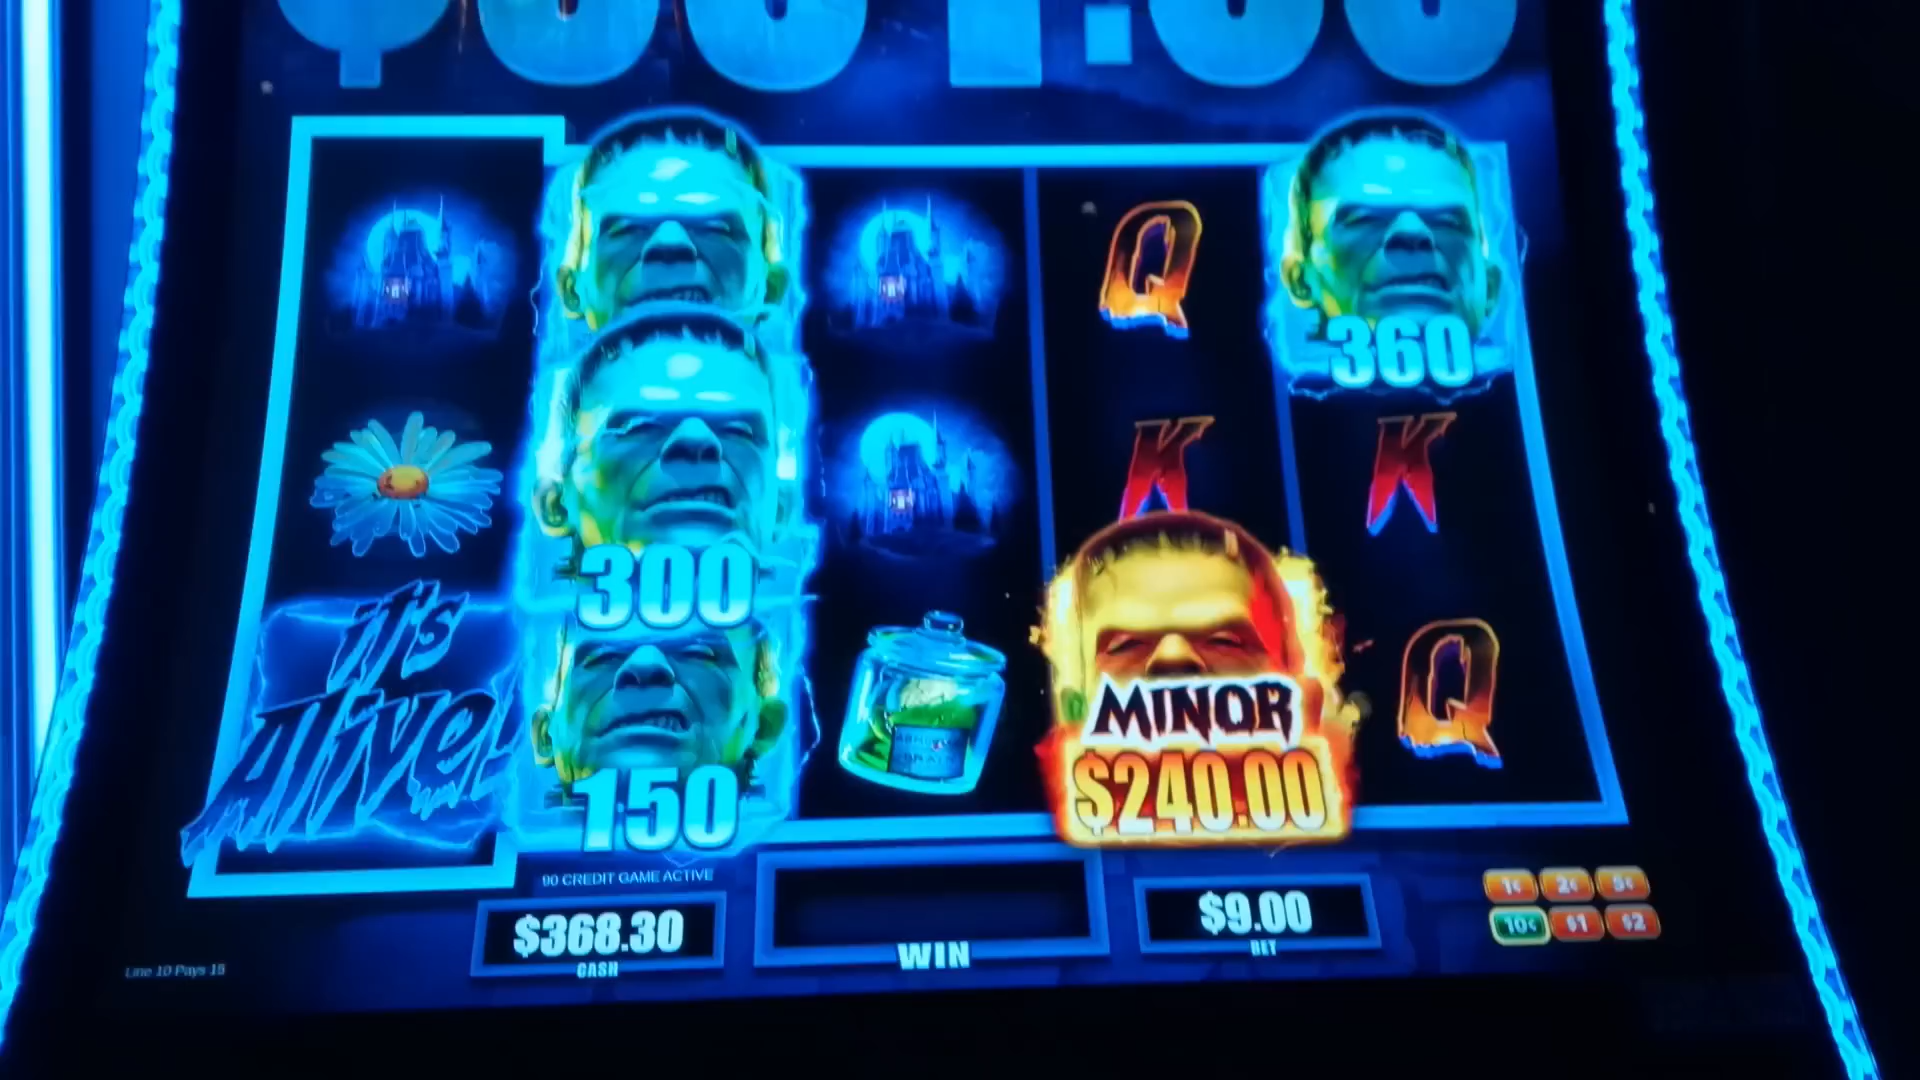 Q
360
K
K
300
it's
Alive!
MINOR
Q
150
$240.00
90 CREDIT GAME ACTIVE
$368.30
CASH
WIN
$9.00
BET
1¢ 2¢ 5¢
10¢ $1 $2
Line 10 Pays 15